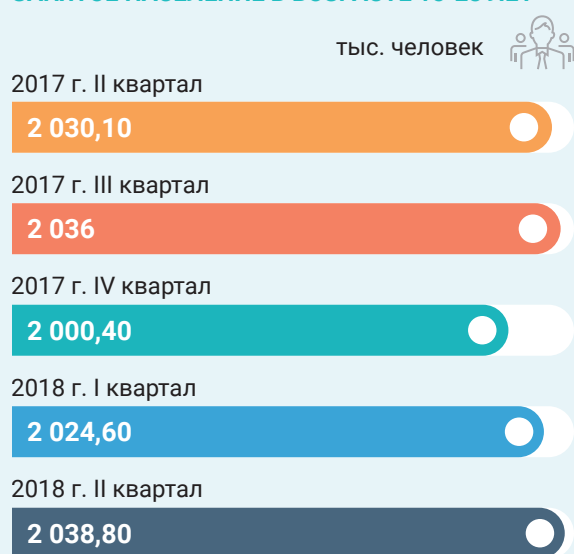 тыс. человек
2017 г. II квартал
2 030,10
2017 г. III квартал
2 036
2017 г. IV квартал
2 000,40
2018 г. I квартал
2 024,60
2018 г. II квартал
2 038,80